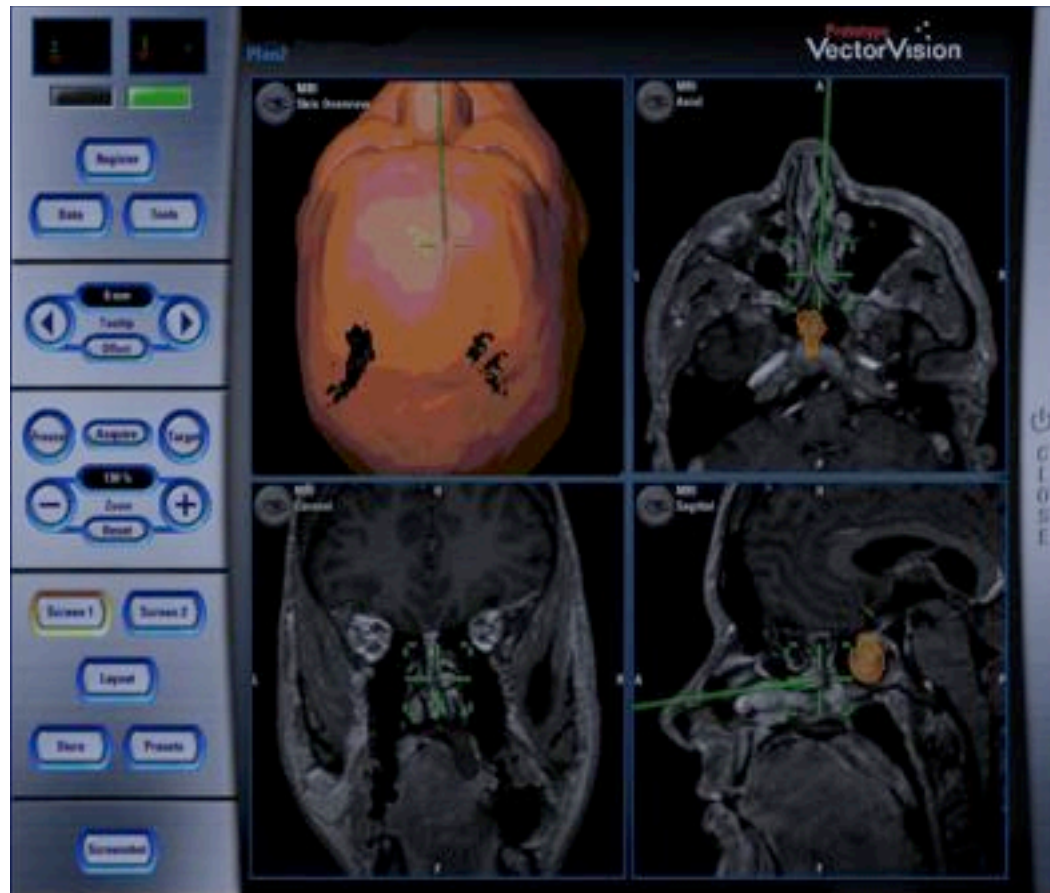 Prototype
VectorVision
Plan2
MRI
Skin Overview
MRI
Axial
A
Register
Data
Tools
0 mm
Tooltip
Offset
Freeze
Acquire
Target
Zoom
Reset
MRI
Coronal
H
MRI
Sagittal
H
Screen 1
Screen 2
Layout
Store
Presets
Screenshot
CLOSE